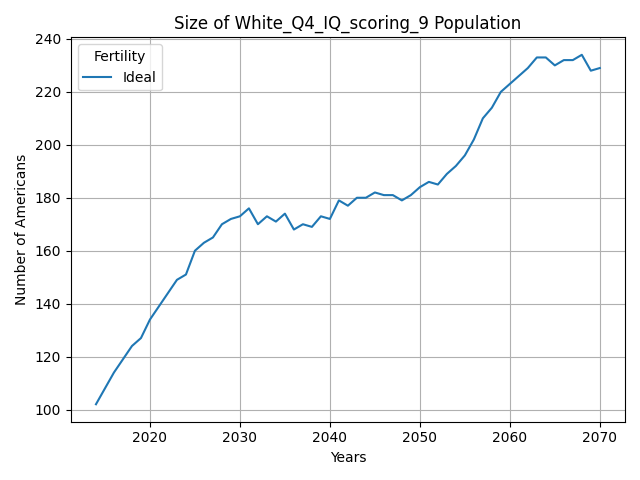 Size of White_Q4_IQ_scoring_9 Population
Fertility
Ideal
Number of Americans
240
220
200
180
160
140
120
100
2020 2030 2040 2050 2060 2070
Years